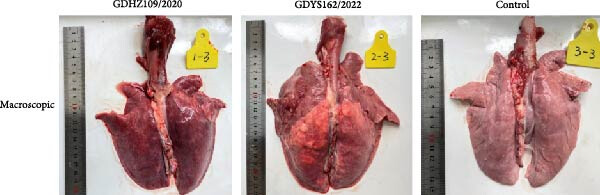 GDHZ109/2020
GDYS162/2022
Control
Macroscopic
1-3
2-3
3-3